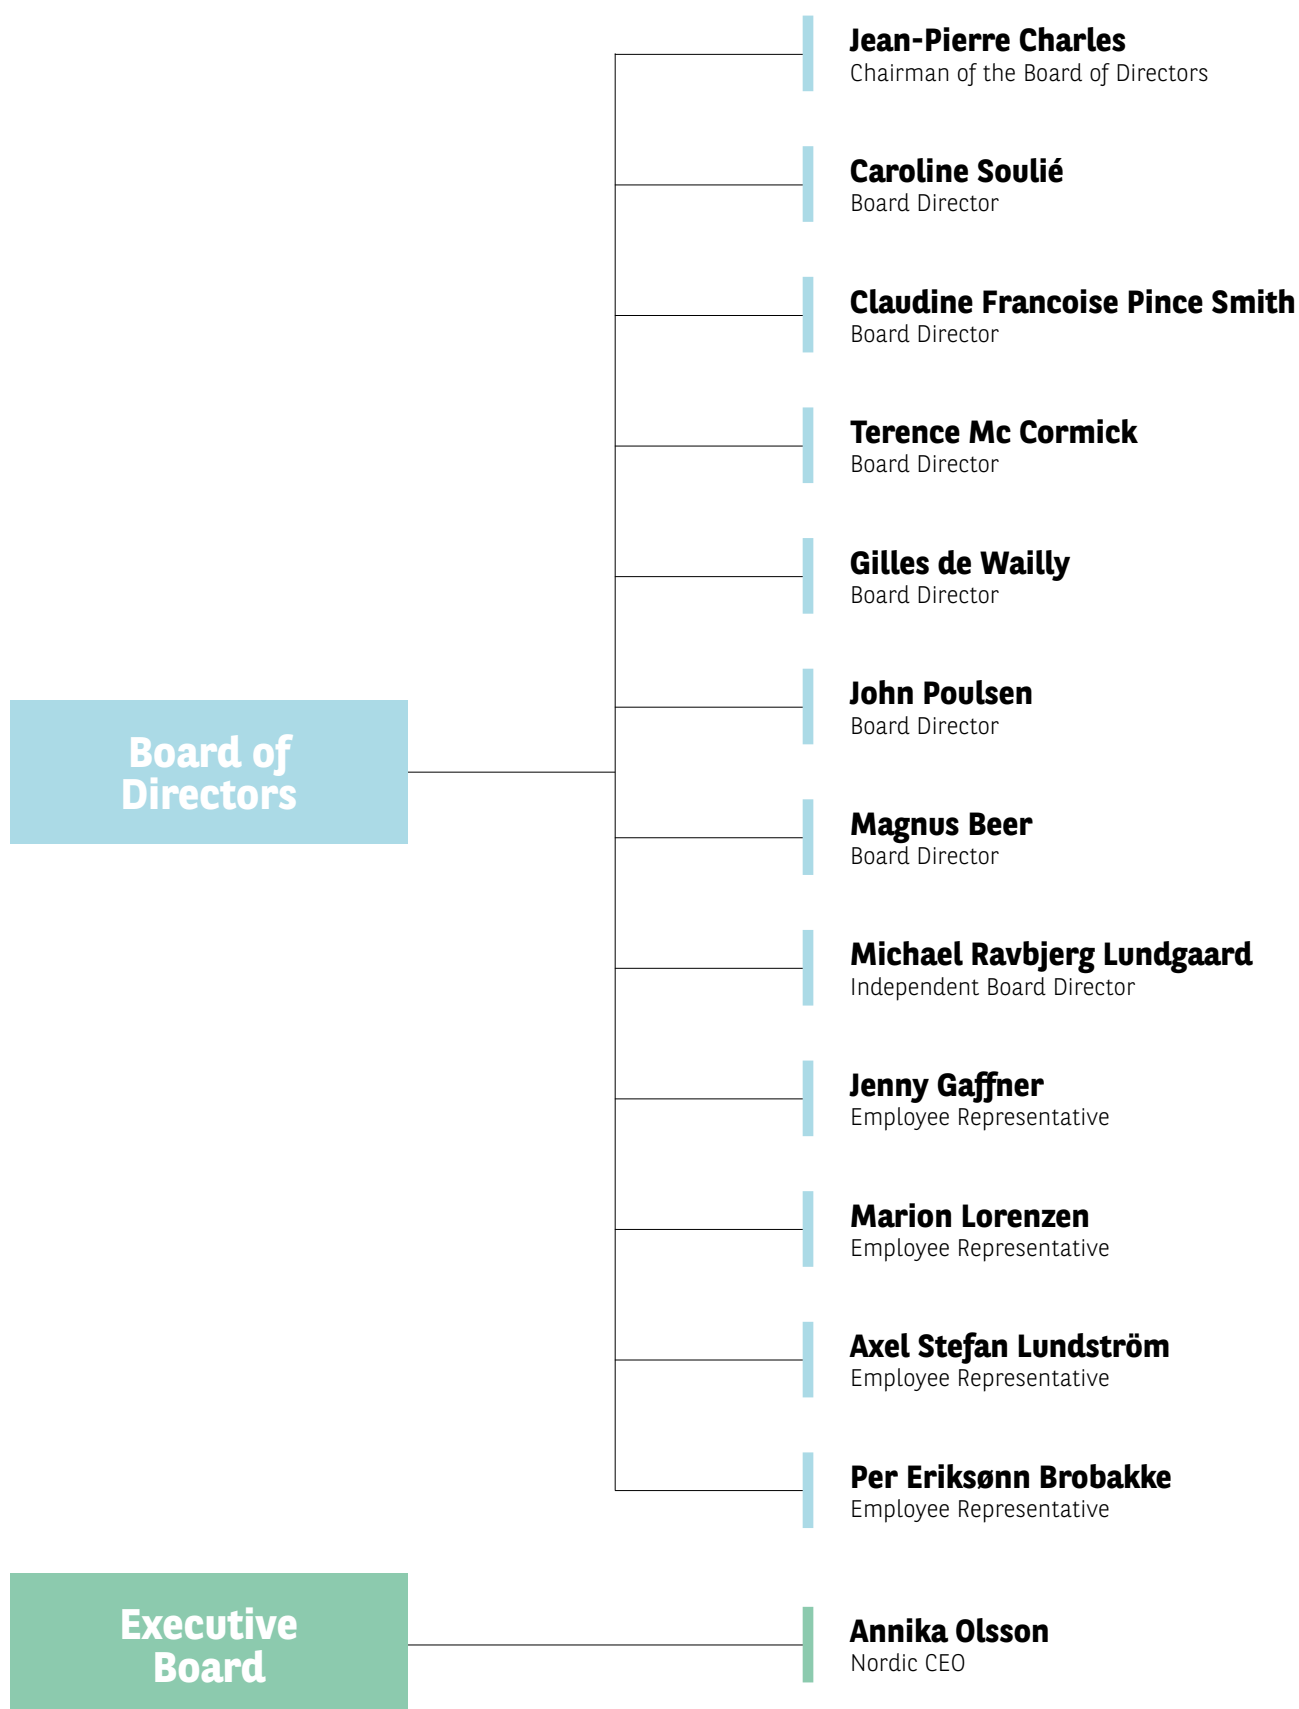 Jean-Pierre Charles
Chairman of the Board of Directors
Caroline Soulié
Board Director
Claudine Francoise Pince Smith
Board Director
Terence Mc Cormick
Board Director
Gilles de Wailly
Board Director
John Poulsen
Board Director
Board of
Directors
Magnus Beer
Board Director
Michael Ravbjerg Lundgaard
Independent Board Director
Jenny Gaffner
Employee Representative
Marion Lorenzen
Employee Representative
Axel Stefan Lundström
Employee Representative
Per Eriksønn Brobakke
Employee Representative
Executive
Board
Annika Olsson
Nordic CEO